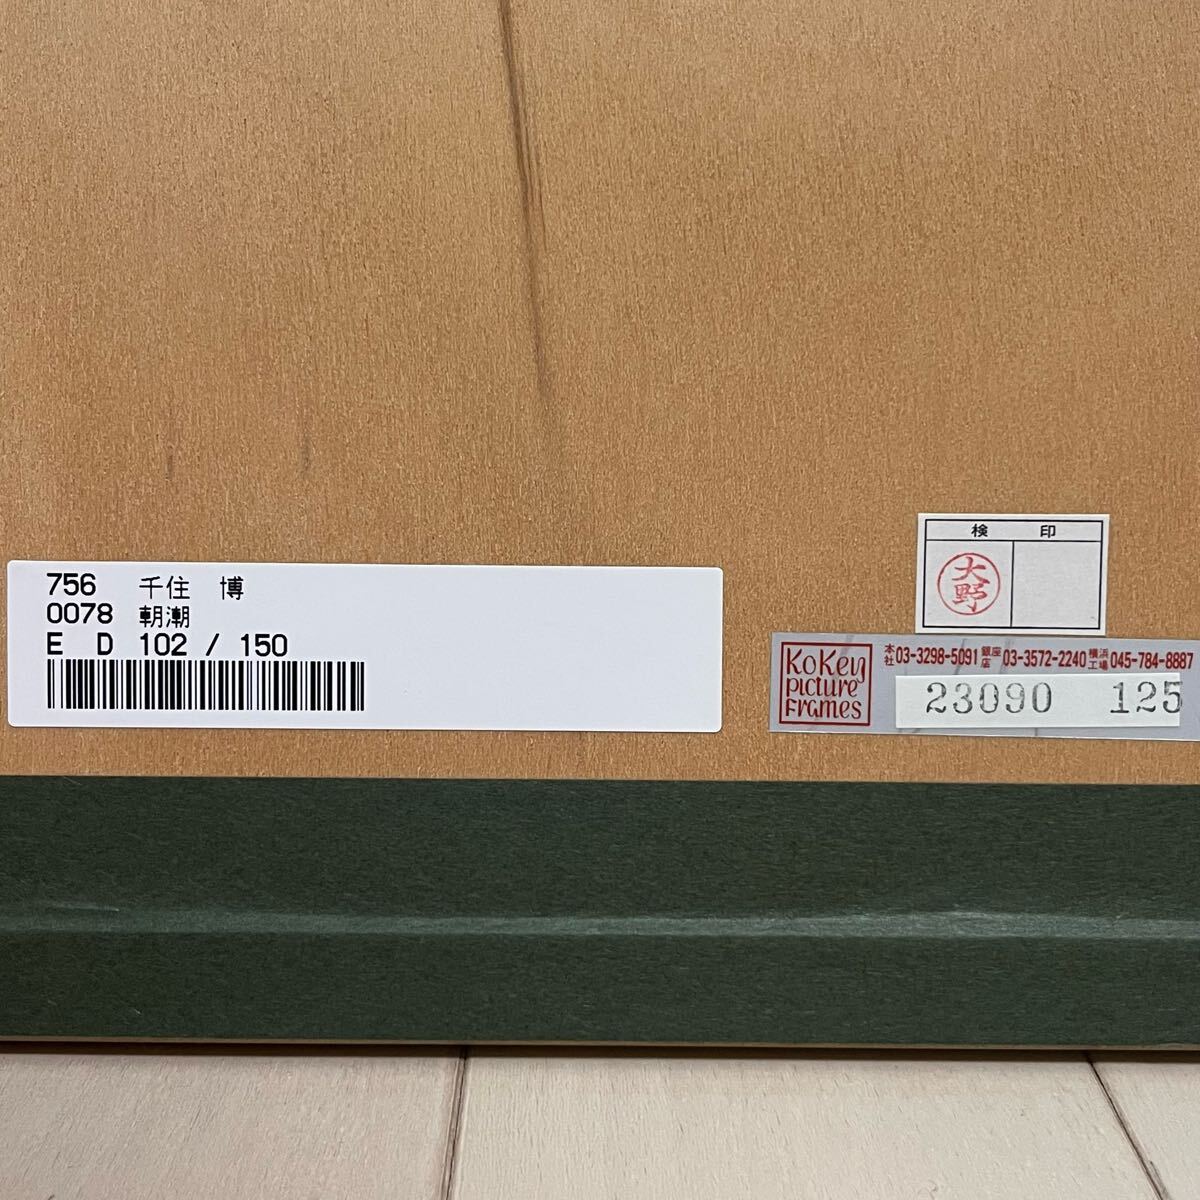 756 千住 博
0078 朝潮
E D 102 / 150
検 印
大野
KoKey
picture
Frames
本社 03-3298-5091 銀座店 03-3572-2240 横浜工場 045-784-8887
23090 125